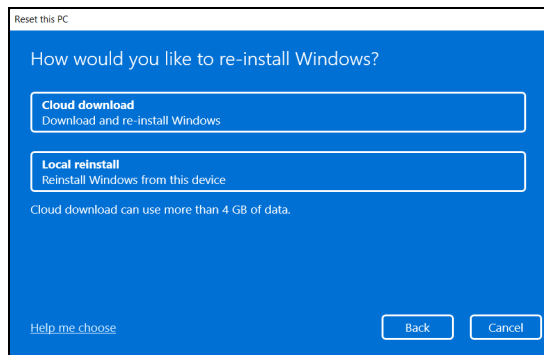 Reset this PC
How would you like to re-install Windows?
Cloud download
Download and re-install Windows
Local reinstall
Reinstall Windows from this device
Cloud download can use more than 4 GB of data.
Help me choose
Back
Cancel